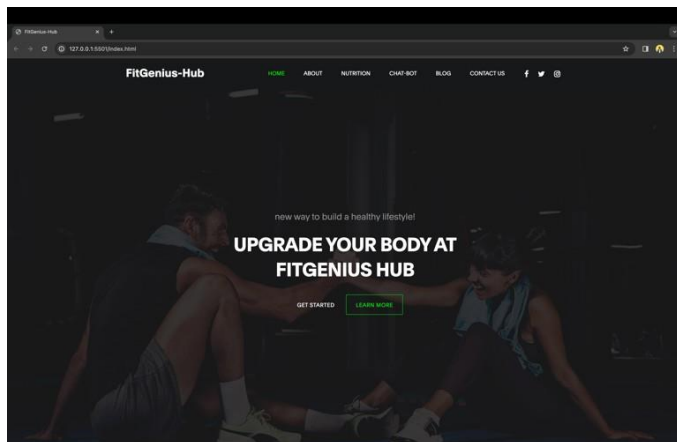 FitGenius-Hub
127.0.0.1:5501/index.html
FitGenius-Hub HOME ABOUT NUTRITION CHAT-BOT BLOG CONTACT US
new way to build a healthy lifestyle!
UPGRADE YOUR BODY AT
FITGENIUS HUB
GET STARTED LEARN MORE